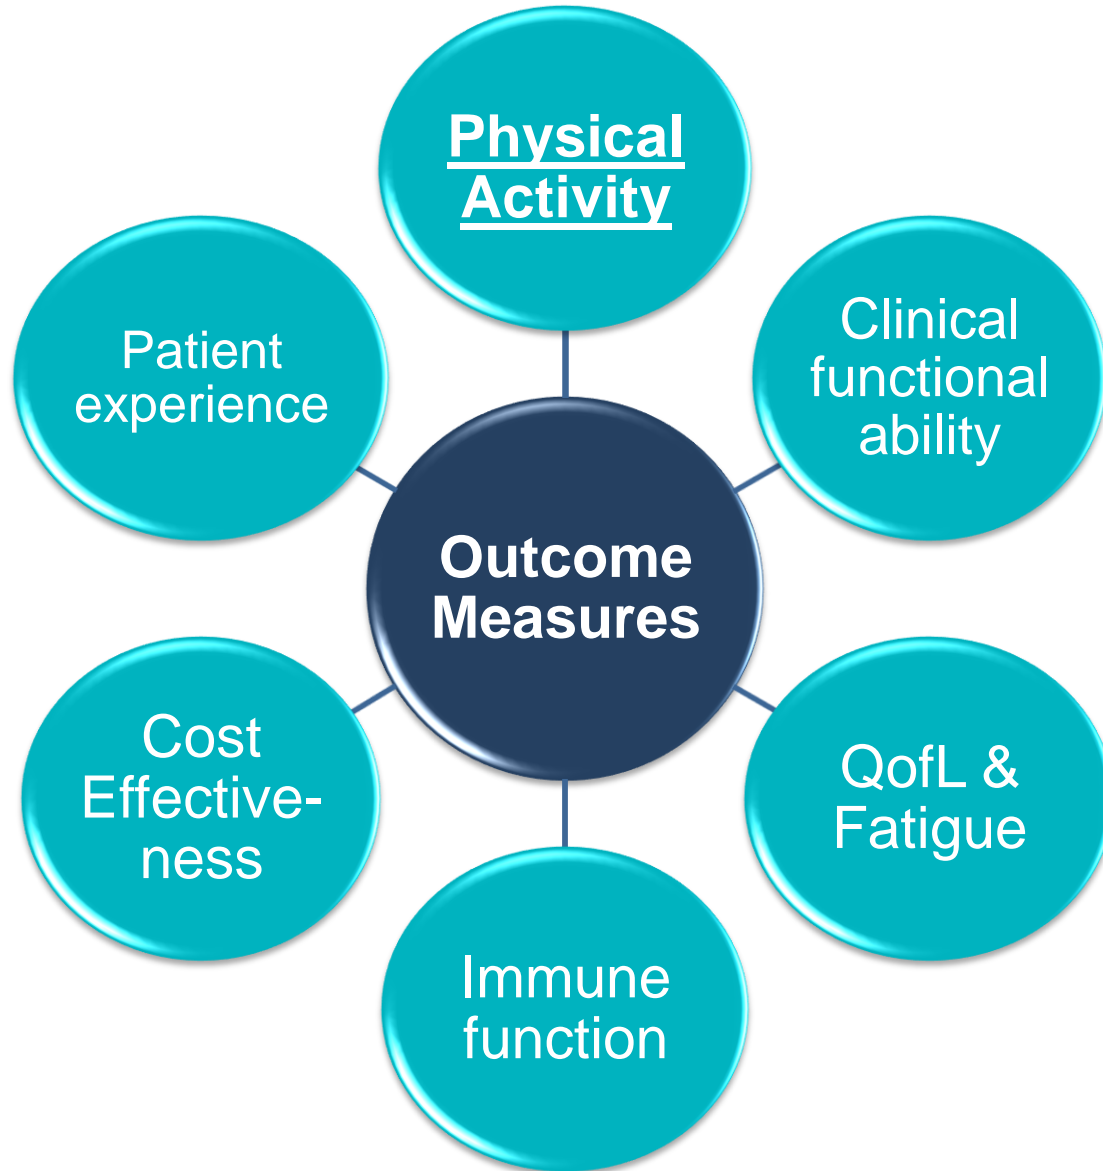 Physical
Activity
Clinical
functional
ability
QofL &
Fatigue
Immune
function
Cost
Effective-
ness
Patient
experience
Outcome
Measures